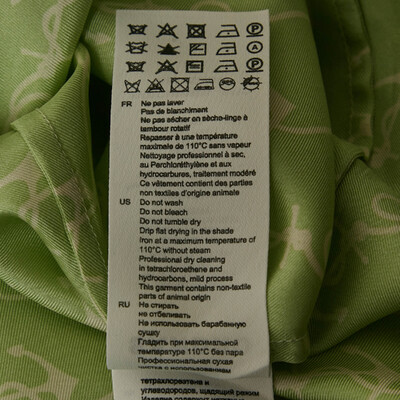 FR Ne pas laver
Pas de blanchiment
Ne pas sécher en sèche-linge à
tambour rotatif
Repasser à une température
maximale de 110°C sans vapeur
Nettoyage professionnel à sec,
au Perchloréthylène et aux
hydrocarbures, traitement modéré
Ce vêtement contient des parties
non textiles d'origine animale
US Do not wash
Do not bleach
Do not tumble dry
Drip flat drying in the shade
Iron at a maximum temperature of
110°C without steam
Professional dry cleaning
in tetrachloroethene and
hydrocarbons, mild process
This garment contains non-textile
parts of animal origin
RU Не стирать
не отбеливать
Не использовать барабанную
сушку
Гладить при максимальной
температуре 110°C без пара
Профессиональная сухая
чистка с использованием
тетрахлорэтилена и
углеводородов, щадящий режим
Изделие содержит